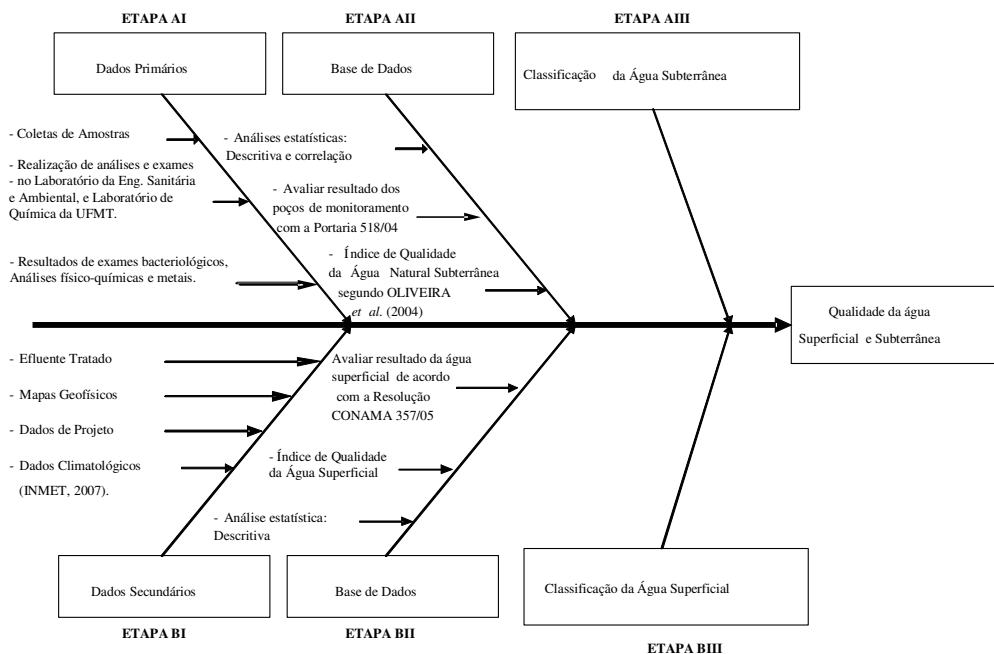 ETAPA AI
ETAPA AII
ETAPA AIII
Dados Primários
Base de Dados
Classificação da Água Subterrânea
- Coletas de Amostras
- Realização de análises e exames
- no Laboratório da Eng. Sanitária
e Ambiental, e Laboratório de
Química da UFMT.
- Resultados de exames bacteriológicos,
Análises físico-químicas e metais.
- Análises estatísticas:
Descritiva e correlação
- Avaliar resultado dos
poços de monitoramento
com a Portaria 518/04
- Índice de Qualidade
da Água Natural Subterrânea
segundo OLIVEIRA
et al. (2004)
Qualidade da água
Superficial e Subterrânea
- Efluente Tratado
- Mapas Geofísicos
- Dados de Projeto
- Dados Climatológicos
(INMET, 2007).
Avaliar resultado da água
superficial de acordo
com a Resolução
CONAMA 357/05
- Índice de Qualidade
da Água Superficial
- Análise estatística:
Descritiva
Dados Secundários
Base de Dados
Classificação da Água Superficial
ETAPA BI
ETAPA BII
ETAPA BIII